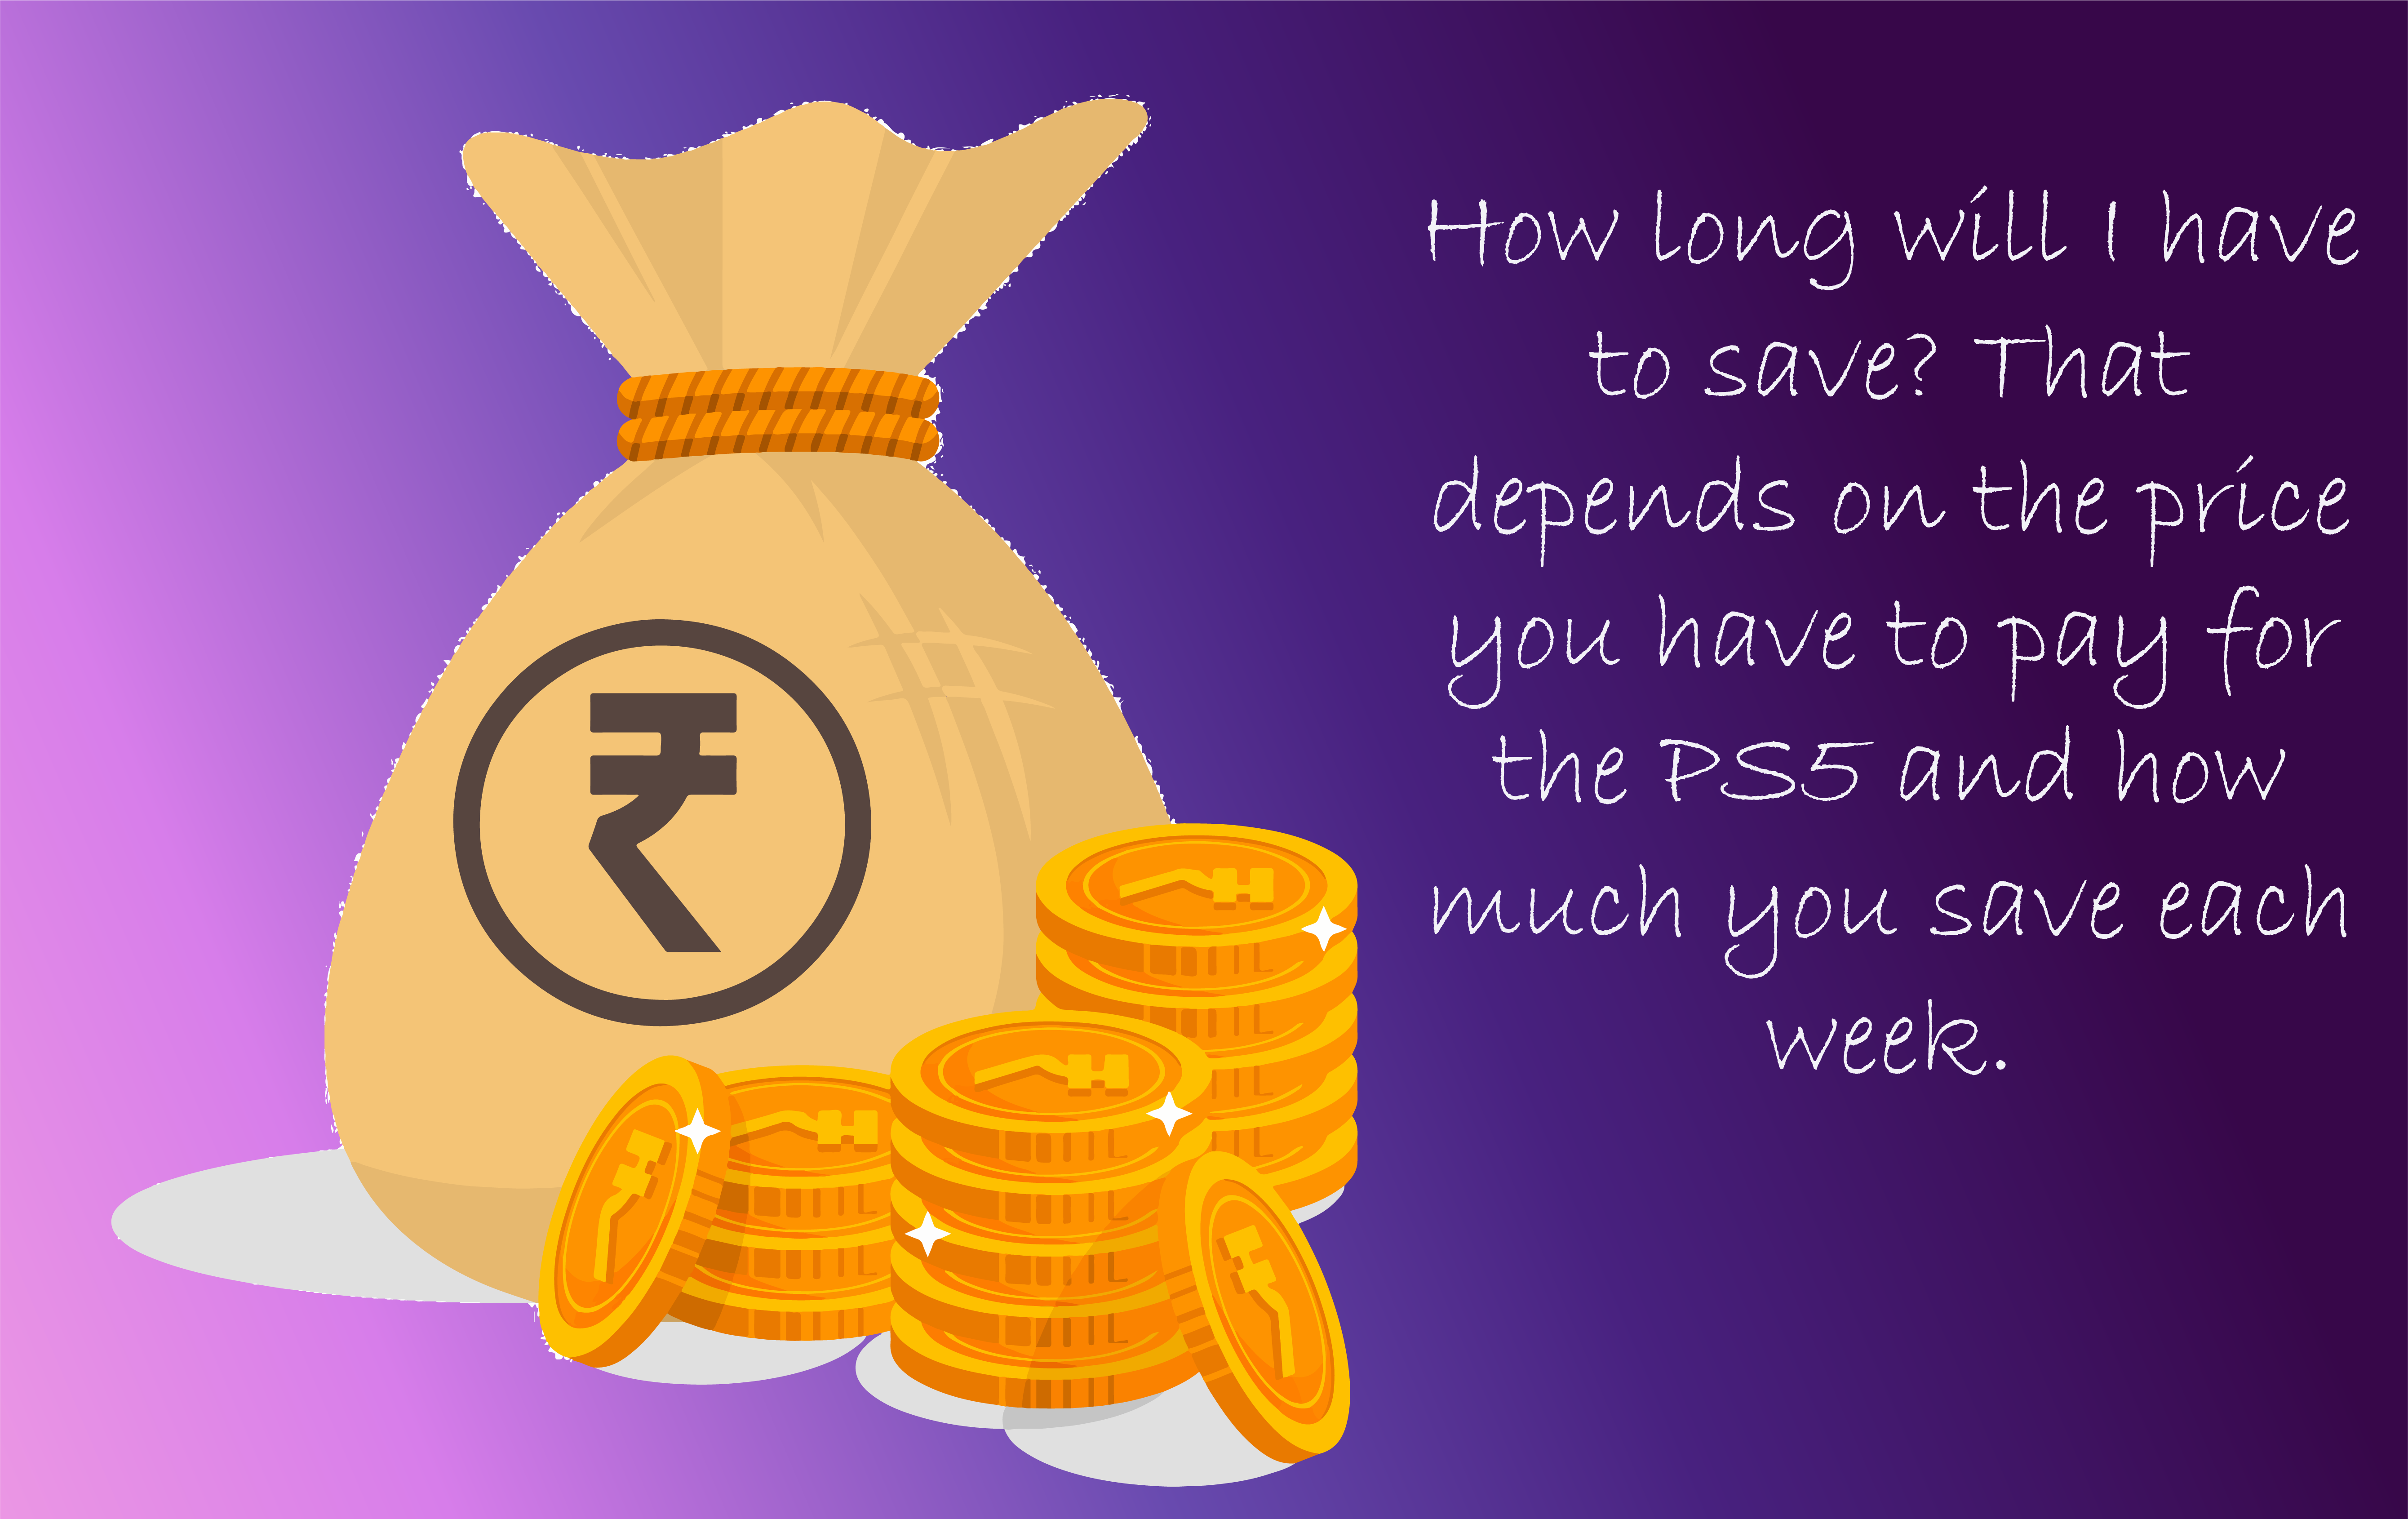 How long will I have
to save? That
depends on the price
you have to pay for
the PS5 and how
much you save each
week.
₹